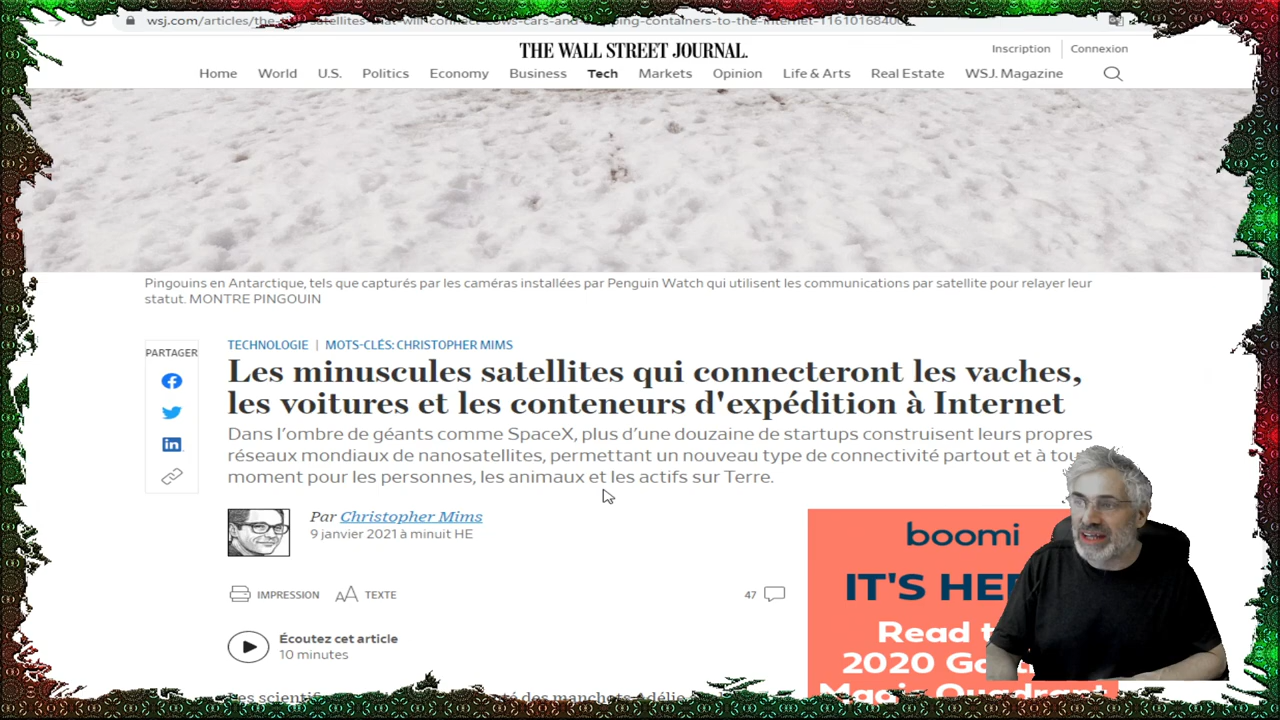 wsj.com/articles/the- satellites-that-will-connect-cows-cars-and- containers-to-the-internet-11610168400
THE WALL STREET JOURNAL.
Inscription Connexion
Home World U.S. Politics Economy Business Tech Markets Opinion Life & Arts Real Estate WSJ. Magazine
Pingouins en Antarctique, tels que capturés par les caméras installées par Penguin Watch qui utilisent les communications par satellite pour relayer leur
statut. MONTRE PINGOUIN
PARTAGER
TECHNOLOGIE | MOTS-CLÉS: CHRISTOPHER MIMS
Les minuscules satellites qui connecteront les vaches,
les voitures et les conteneurs d'expédition à Internet
Dans l'ombre de géants comme SpaceX, plus d'une douzaine de startups construisent leurs propres
réseaux mondiaux de nanosatellites, permettant un nouveau type de connectivité partout et à tout
moment pour les personnes, les animaux et les actifs sur Terre.
Par Christopher Mims
9 janvier 2021 à minuit HE
IMPRESSION AA TEXTE
47
Écoutez cet article
10 minutes
boomi
IT'S
Read
2020
Magic Quadrant
des manchots